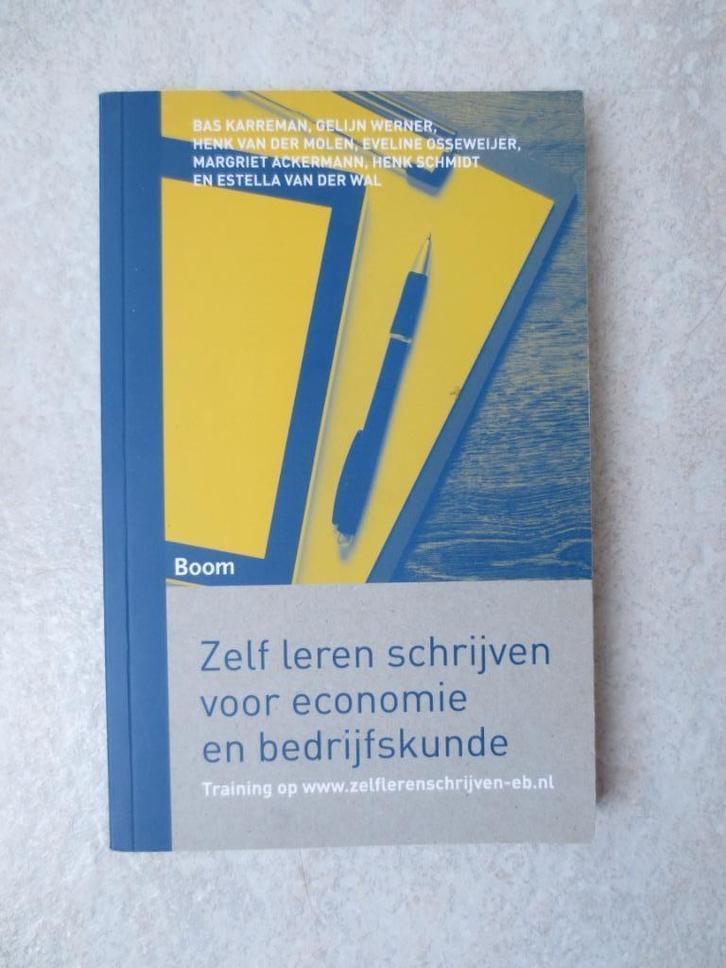 BAS KARREMAN, GELIJN WERNER,
HENK VAN DER MOLEN, EVELINE OSSEWEIJER,
MARGRIET ACKERMANN, HENK SCHMIDT
EN ESTELLA VAN DER WAL
Boom
Zelf leren schrijven
voor economie
en bedrijfskunde
Training op www.zelflerenschrijven-eb.nl